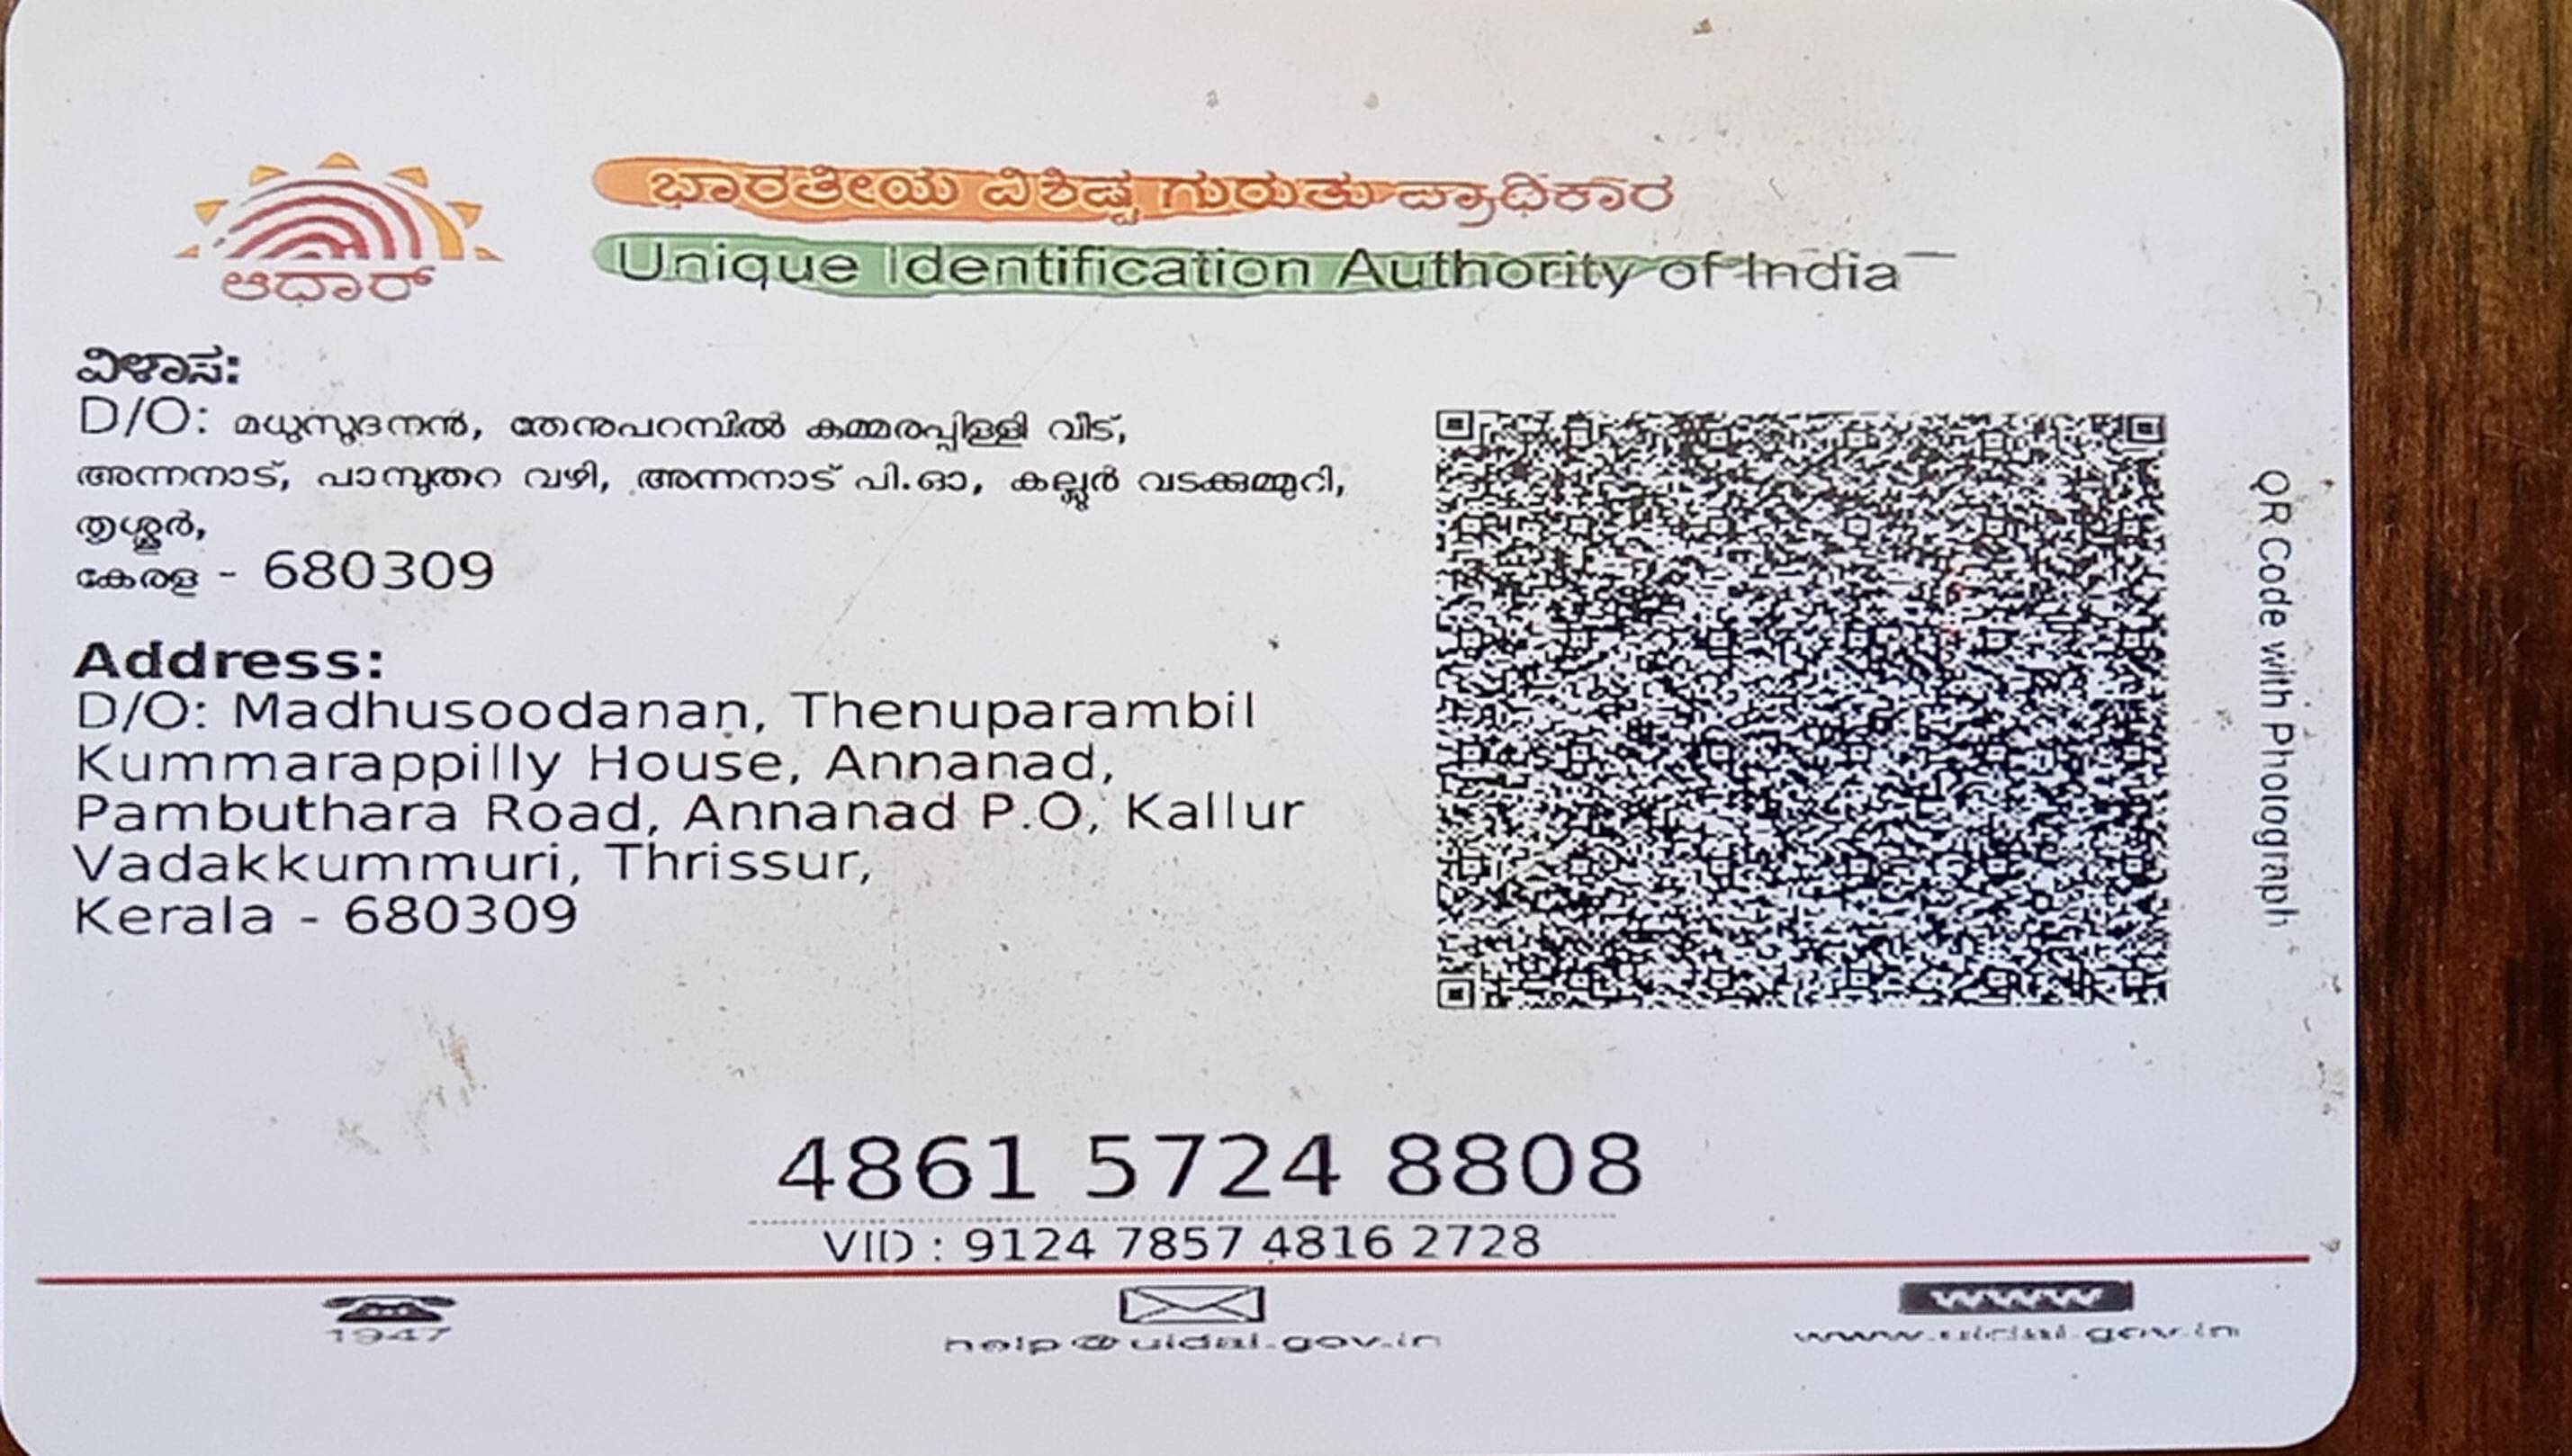 ಭಾರತೀಯ ವಿಶಿಷ್ಟ ಗುರುತು ಪ್ರಾಧಿಕಾರ
Unique Identification Authority of India
ಆಧಾರ್
ವಿಳಾಸ:
D/O: മധുസൂദനൻ, തേനുപറമ്പിൽ കുമ്മരപ്പിള്ളി വീട്,
അന്നനാട്, പാമ്പുതറ വഴി, അന്നനാട് പി.ഓ, കല്ലൂർ വടക്കുമ്മുറി,
തൃശ്ശൂർ,
കേരള - 680309
Address:
D/O: Madhusoodanan, Thenuparambil
Kummarappilly House, Annanad,
Pambuthara Road, Annanad P.O, Kallur
Vadakkummuri, Thrissur,
Kerala - 680309
QR Code with Photograph
4861 5724 8808
VID : 9124 7857 4816 2728
1947
help@uidai.gov.in
www
www.uidai.gov.in